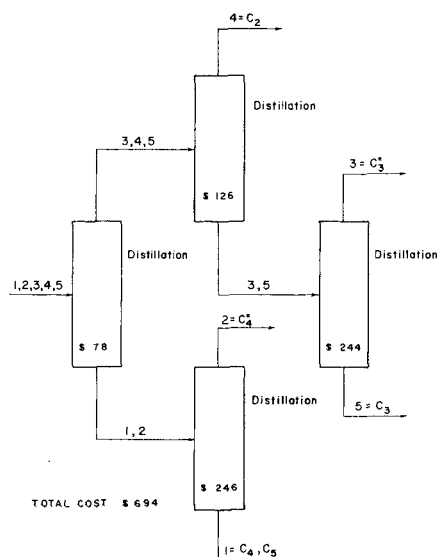 4 = C₂
Distillation
3,4,5
$ 126
3 = C₃⁼
Distillation
Distillation
1,2,3,4,5
3,5
2 = C₄⁼
$ 78
$ 244
Distillation
5 = C₃
1,2
$ 246
TOTAL COST $ 694
1 = C₄, C₅